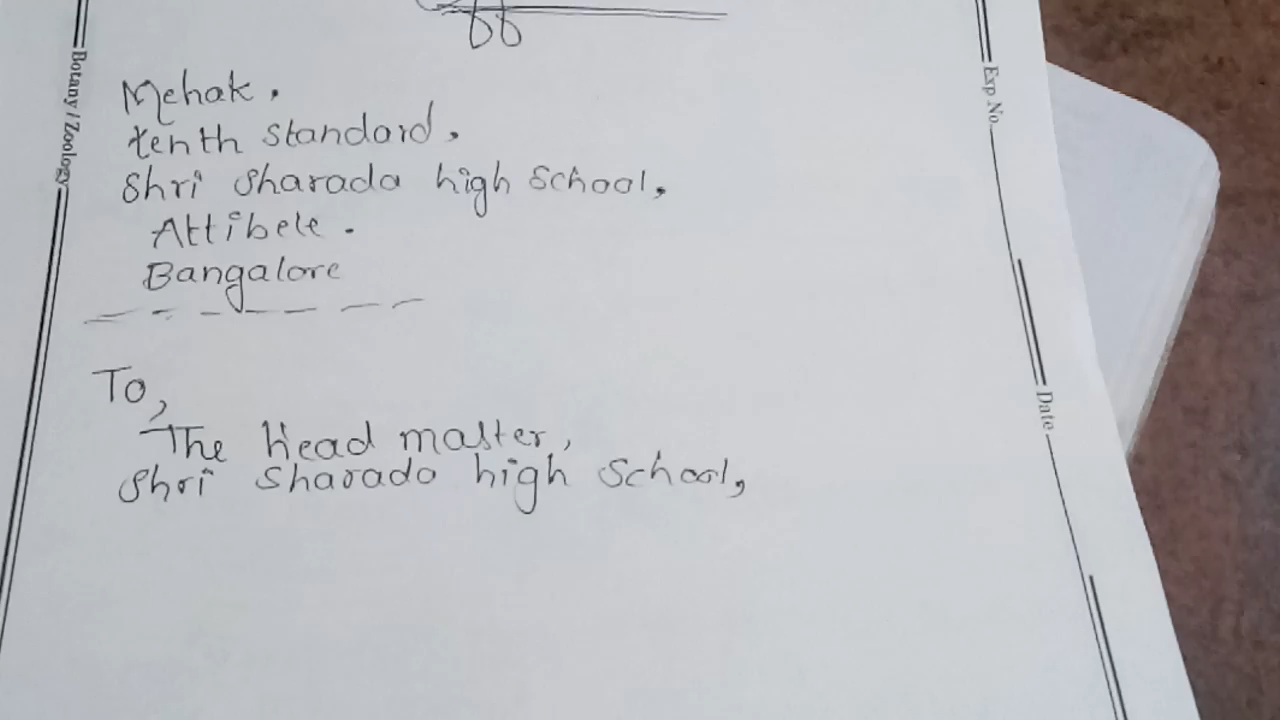 Mehak.
tenth standard,
Shri Sharada high School,
Attibele.
Bangalore
To,
The Head master,
Shri Sharada high School,
Botany / Zoology
Exp No.
Date